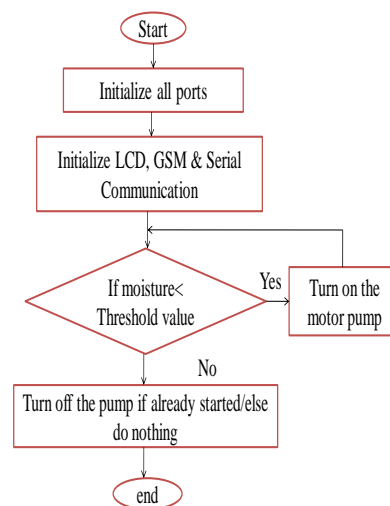 Start
Initialize all ports
Initialize LCD, GSM & Serial
Communication
If moisture<
Threshold value
Yes
Turn on the
motor pump
No
Turn off the pump if already started/else
do nothing
end